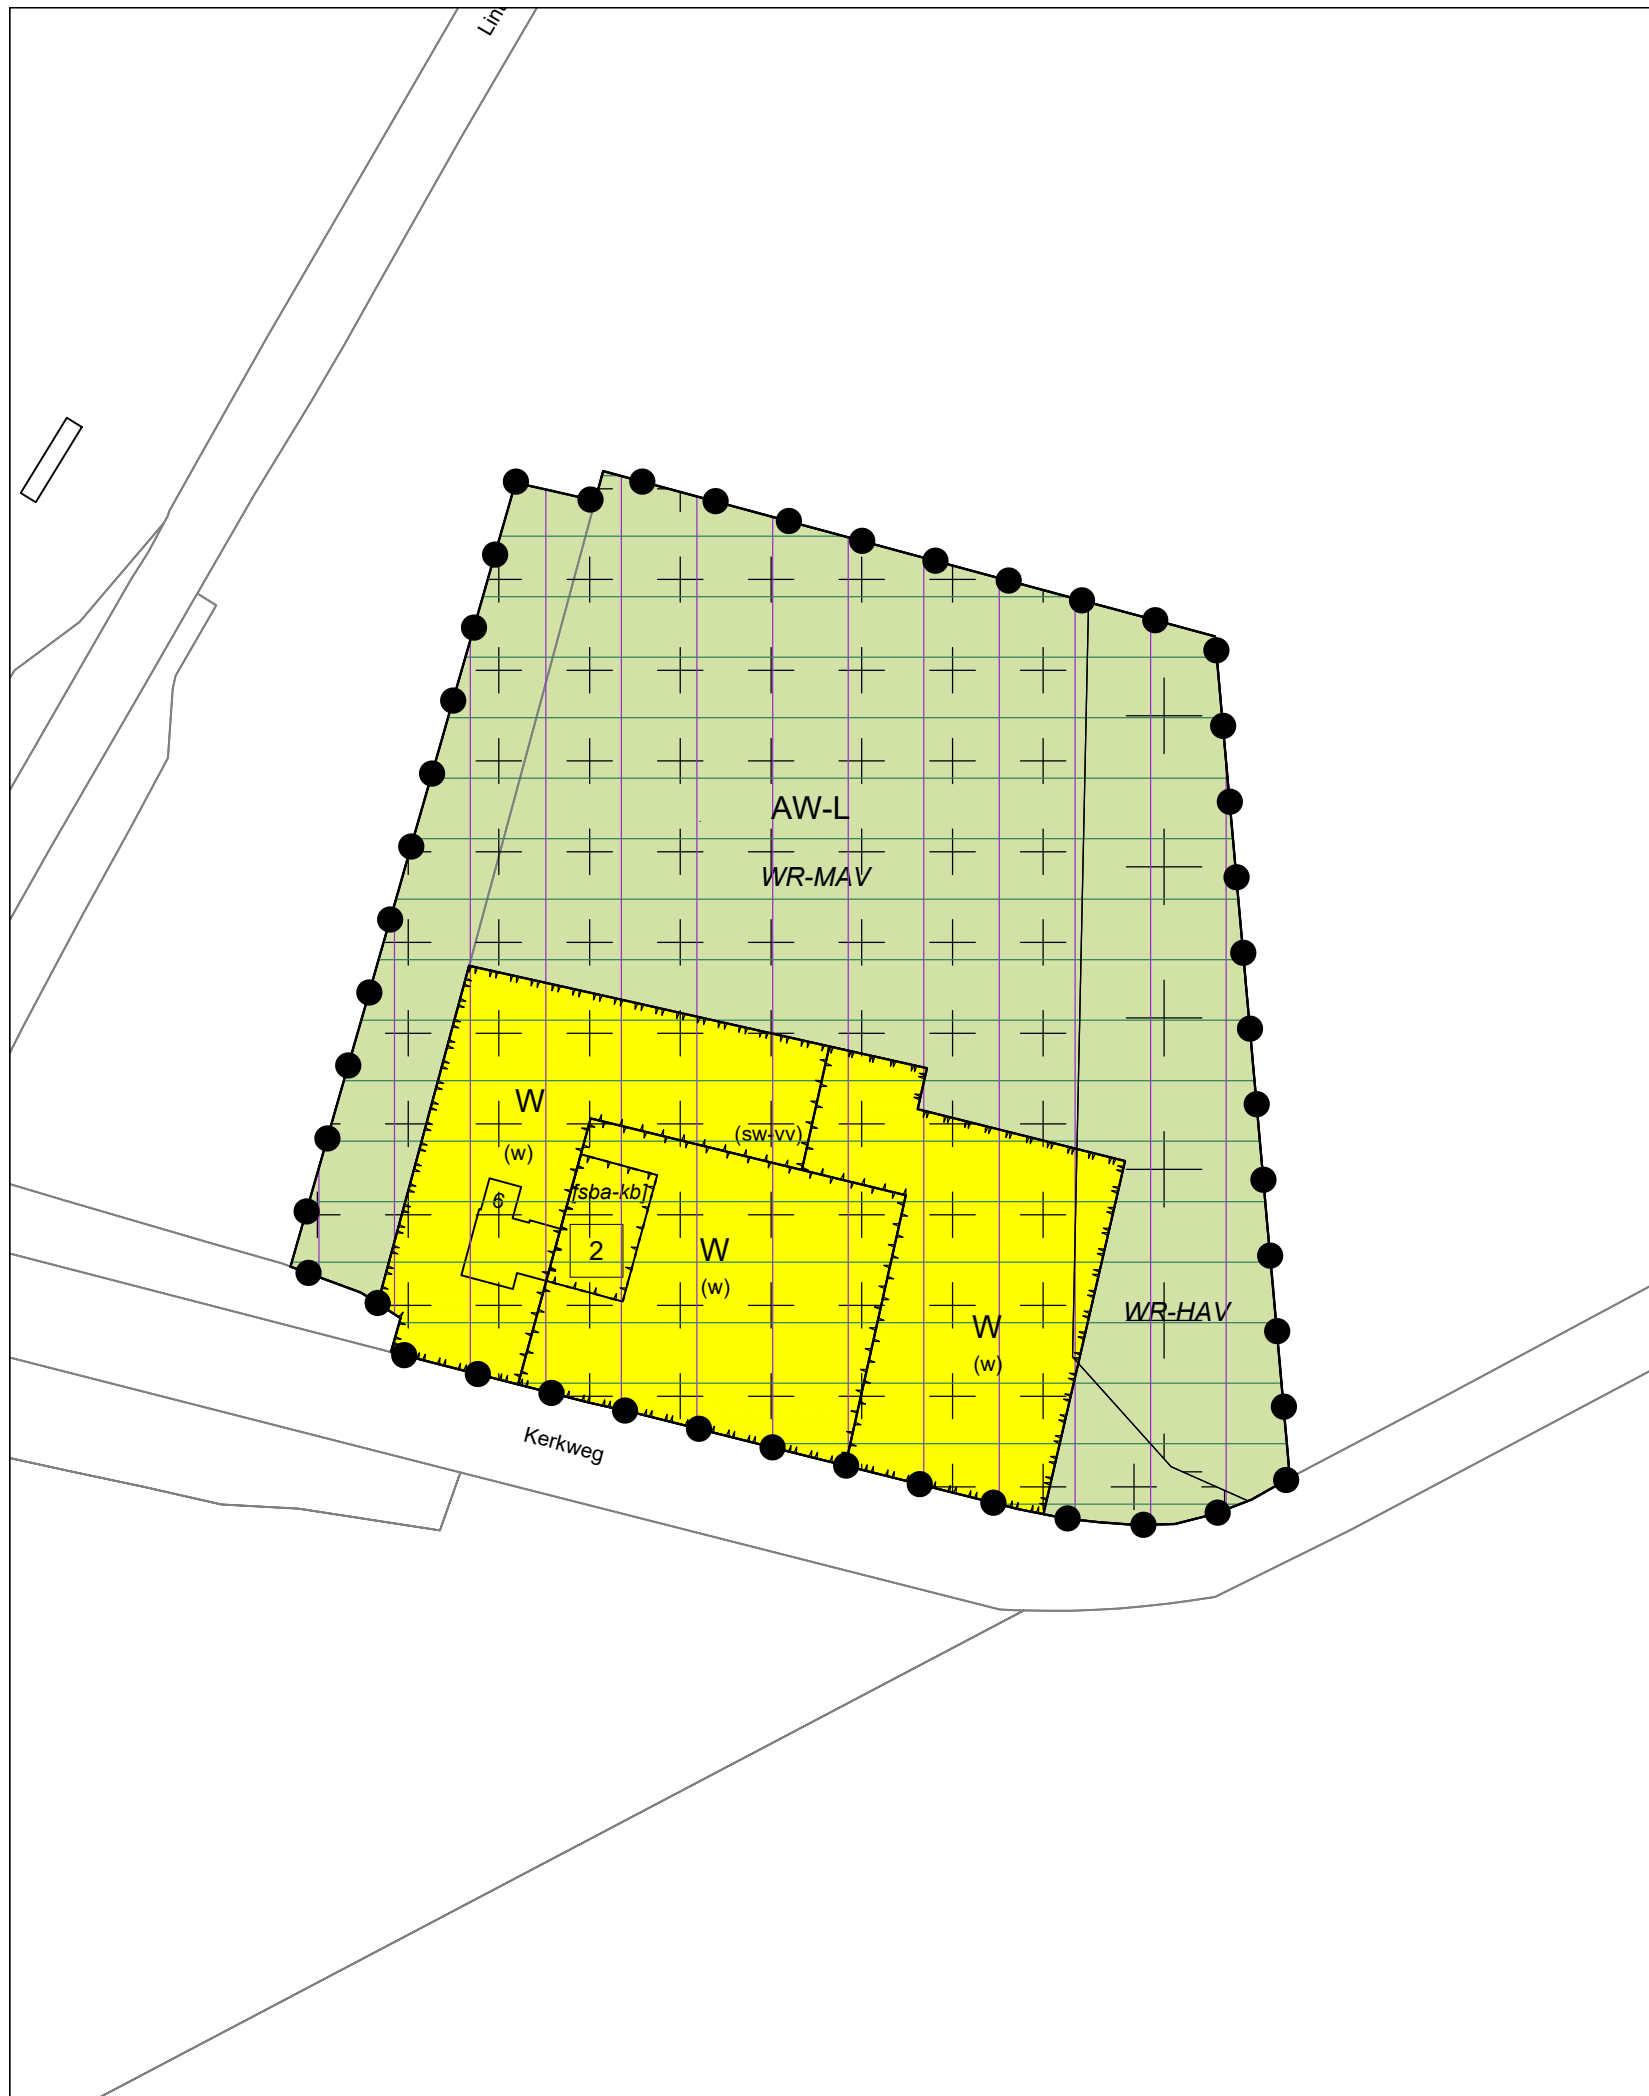 AW-L
WR-MAV
W
(w)
(sw-vv)
6
[sba-kb]
2
W
(w)
W
(w)
WR-HAV
Kerkweg